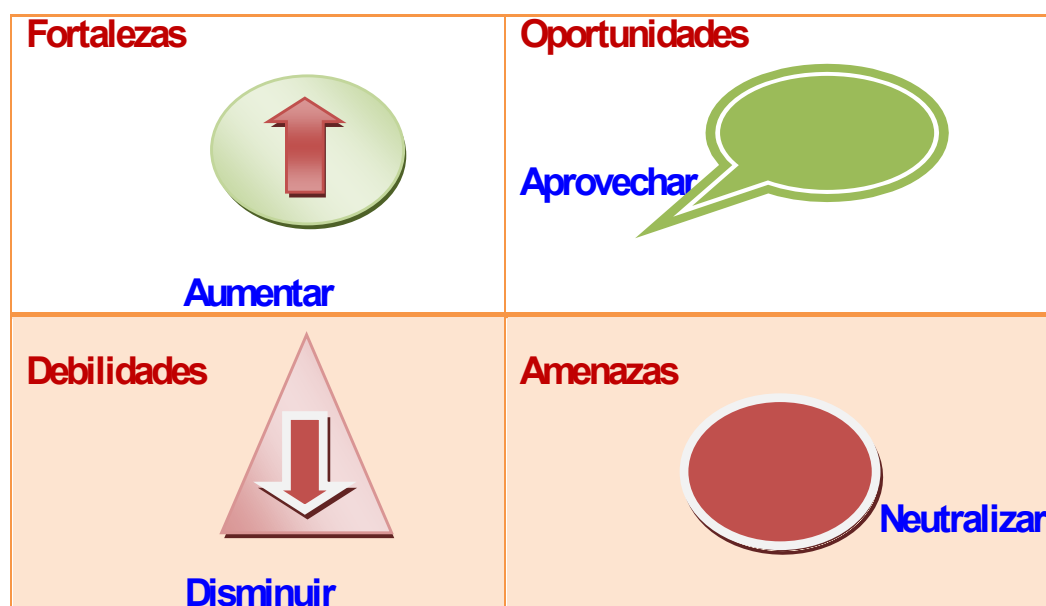 Fortalezas
Aumentar
Oportunidades
Aprovechar
Debilidades
Disminuir
Amenazas
Neutralizar